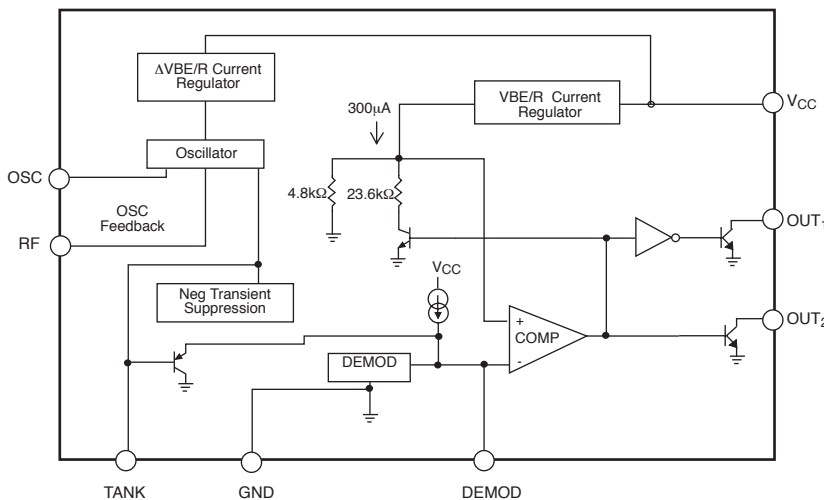 ΔVBE/R Current
Regulator
VBE/R Current
Regulator
300μA
VCC
Oscillator
OSC
4.8kΩ
23.6kΩ
OSC
Feedback
RF
OUT1
VCC
Neg Transient
Suppression
+
COMP
-
OUT2
DEMOD
TANK
GND
DEMOD